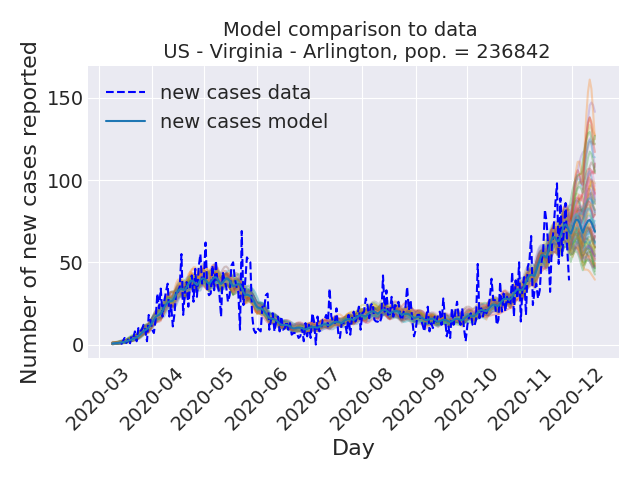 Model comparison to data
US - Virginia - Arlington, pop. = 236842
Number of new cases reported
150
100
50
0
new cases data
new cases model
2020-03
2020-04
2020-05
2020-06
2020-07
2020-08
2020-09
2020-10
2020-11
2020-12
Day